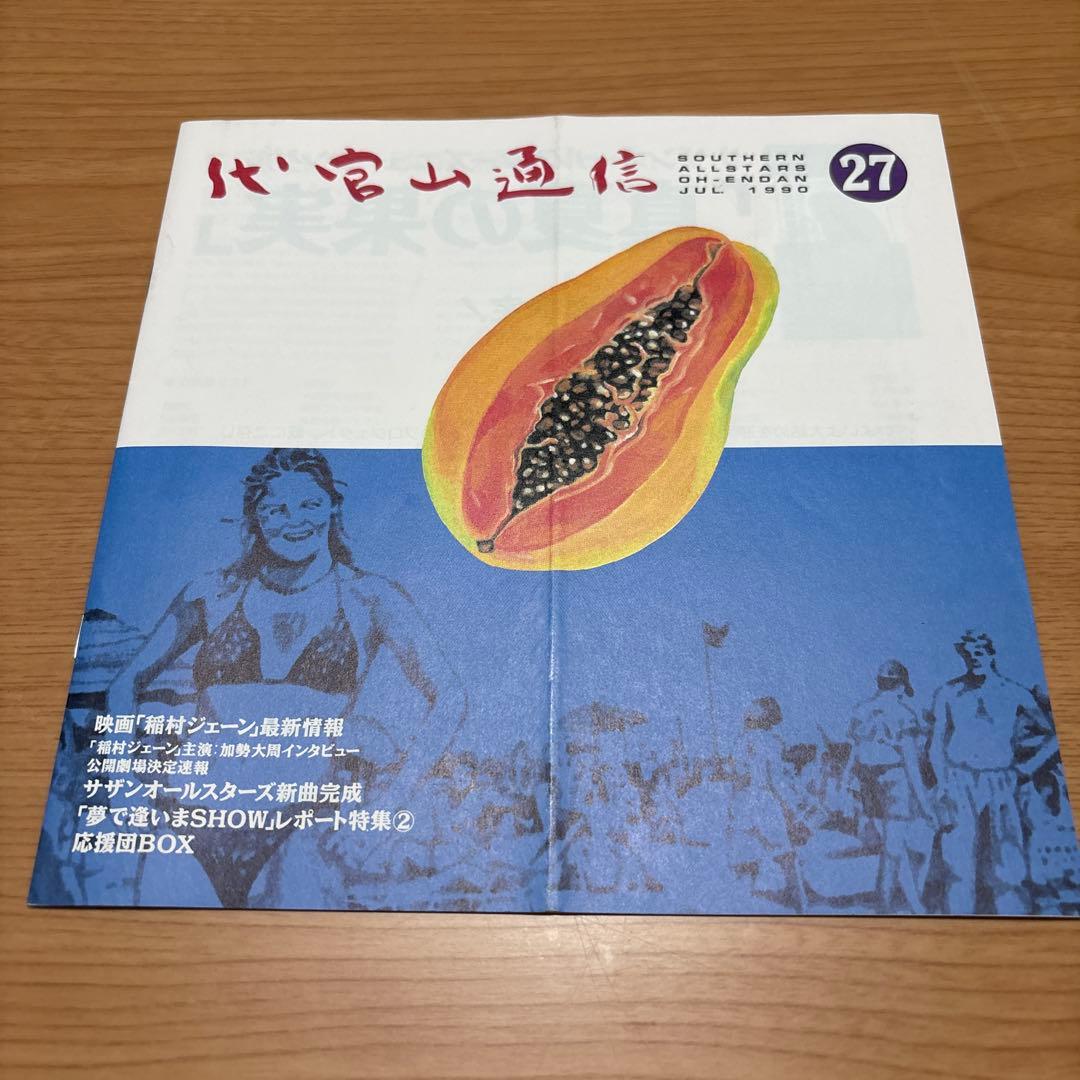 代官山通信
SOUTHERN
ALLSTARS
OH-ENDAN
JUL. 1990
27
映画「稲村ジェーン」最新情報
「稲村ジェーン」主演:加勢大周インタビュー
公開劇場決定速報
サザンオールスターズ新曲完成
「夢で逢いまSHOW」レポート特集②
応援団BOX